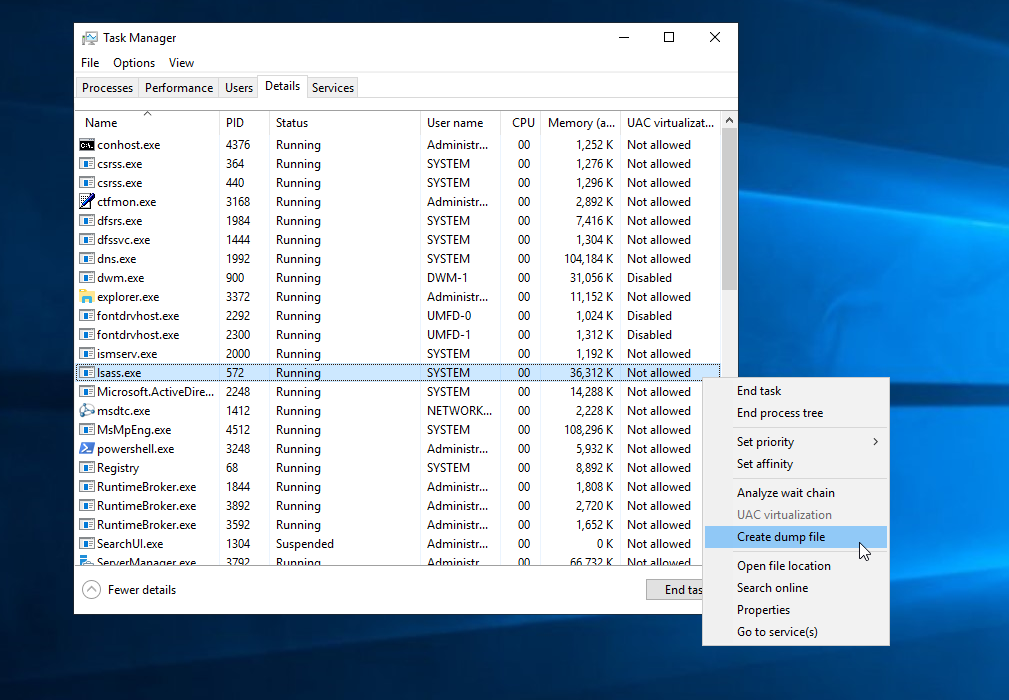 Task Manager
File Options View
Processes Performance Users Details Services
Name PID Status User name CPU Memory (a... UAC virtualizat...
conhost.exe 4376 Running Administr... 00 1,252 K Not allowed
csrss.exe 364 Running SYSTEM 00 1,276 K Not allowed
csrss.exe 440 Running SYSTEM 00 1,296 K Not allowed
ctfmon.exe 3168 Running Administr... 00 2,892 K Not allowed
dfsrs.exe 1984 Running SYSTEM 00 7,416 K Not allowed
dfssvc.exe 1444 Running SYSTEM 00 1,304 K Not allowed
dns.exe 1992 Running SYSTEM 00 104,184 K Not allowed
dwm.exe 900 Running DWM-1 00 31,056 K Disabled
explorer.exe 3372 Running Administr... 00 11,152 K Not allowed
fontdrvhost.exe 2292 Running UMFD-0 00 1,024 K Disabled
fontdrvhost.exe 2300 Running UMFD-1 00 1,312 K Disabled
ismserv.exe 2000 Running SYSTEM 00 1,192 K Not allowed
lsass.exe 572 Running SYSTEM 00 36,312 K Not allowed
Microsoft.ActiveDire... 2248 Running SYSTEM 00 14,288 K Not allowed
msdtc.exe 1412 Running NETWORK... 00 2,228 K Not allowed
MsMpEng.exe 4512 Running SYSTEM 00 108,296 K Not allowed
powershell.exe 3248 Running Administr... 00 5,932 K Not allowed
Registry 68 Running SYSTEM 00 8,892 K Not allowed
RuntimeBroker.exe 1844 Running Administr... 00 1,808 K Not allowed
RuntimeBroker.exe 3892 Running Administr... 00 2,720 K Not allowed
RuntimeBroker.exe 3592 Running Administr... 00 1,652 K Not allowed
SearchUI.exe 1304 Suspended Administr... 00 0 K Not allowed
ServerManager.exe 3792 Running Administr... 00 66,732 K Not allowed
Fewer details
End tas
End task
End process tree
Set priority
Set affinity
Analyze wait chain
UAC virtualization
Create dump file
Open file location
Search online
Properties
Go to service(s)